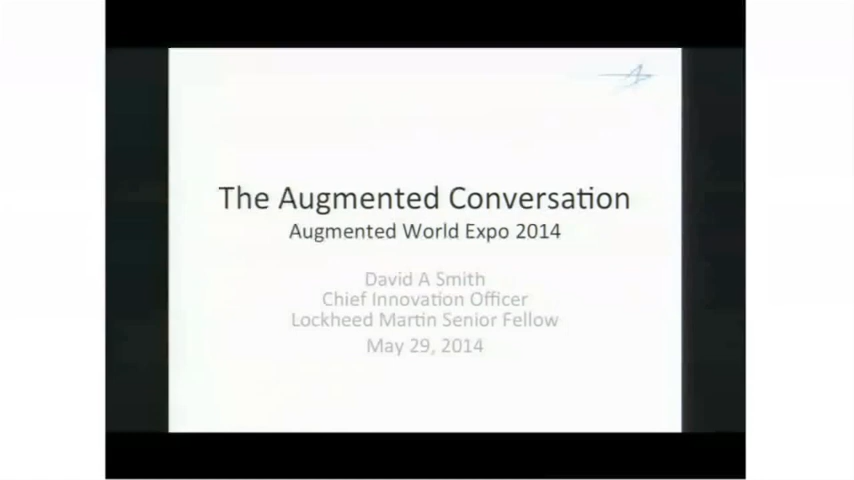 The Augmented Conversation
Augmented World Expo 2014
David A Smith
Chief Innovation Officer
Lockheed Martin Senior Fellow
May 29, 2014